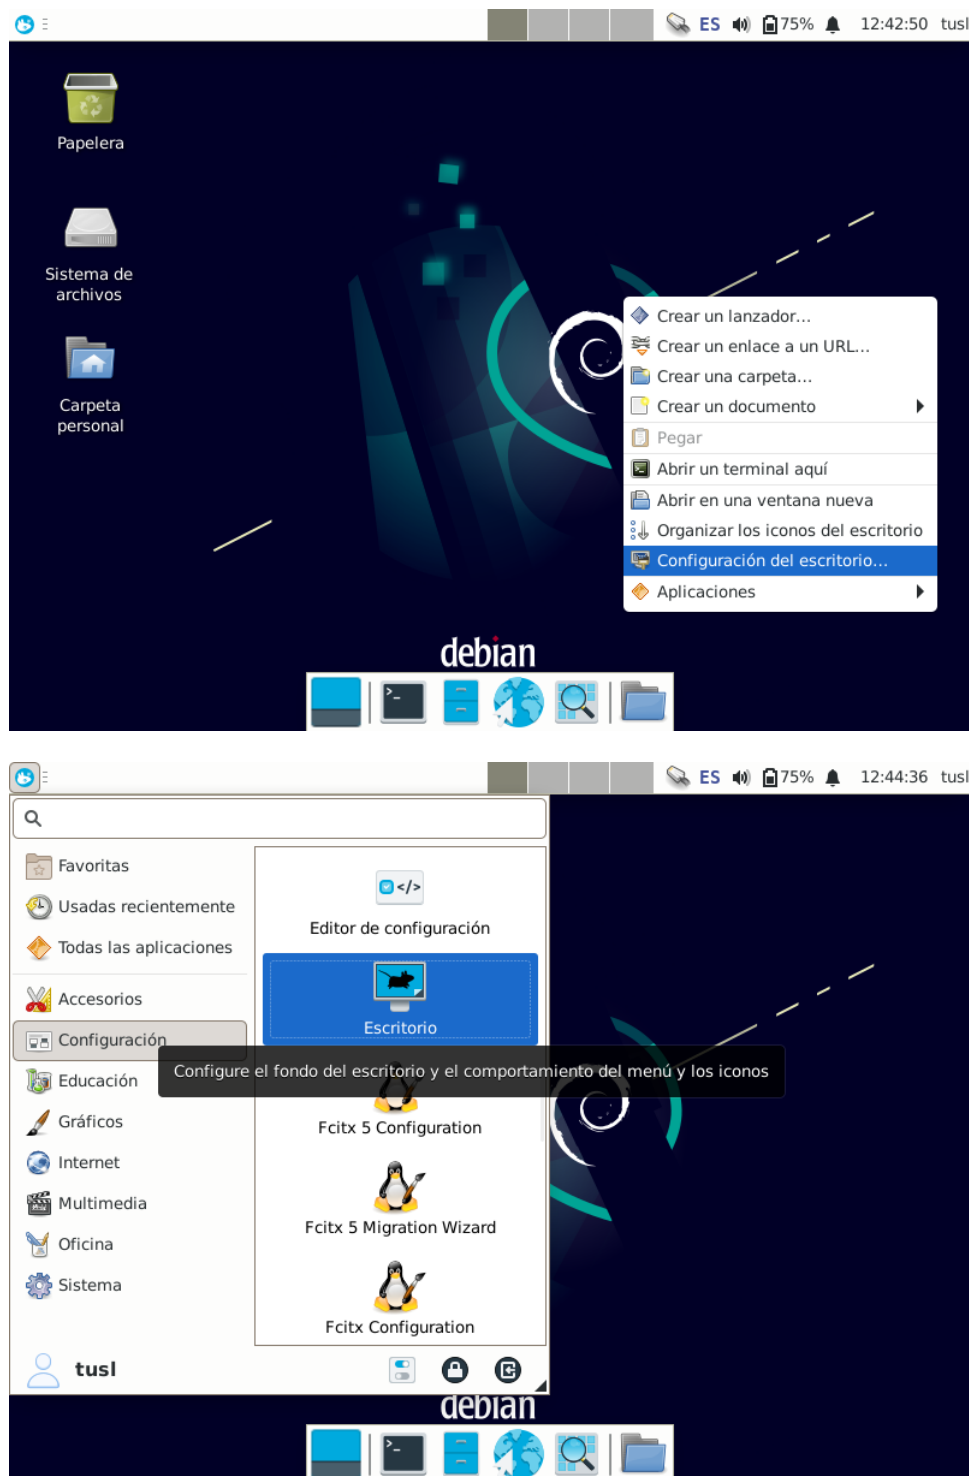 ES 75% 12:42:50 tusl
Papelera
Sistema de
archivos
Carpeta
personal
Crear un lanzador...
Crear un enlace a un URL...
Crear una carpeta...
Crear un documento
Pegar
Abrir un terminal aquí
Abrir en una ventana nueva
Organizar los iconos del escritorio
Configuración del escritorio...
Aplicaciones
debian
ES 75% 12:44:36 tusl
Favoritas
Usadas recientemente
Todas las aplicaciones
Accesorios
Configuración
Educación
Gráficos
Internet
Multimedia
Oficina
Sistema
Editor de configuración
Escritorio
Configure el fondo del escritorio y el comportamiento del menú y los iconos
Fcitx 5 Configuration
Fcitx 5 Migration Wizard
Fcitx Configuration
tusl
debian